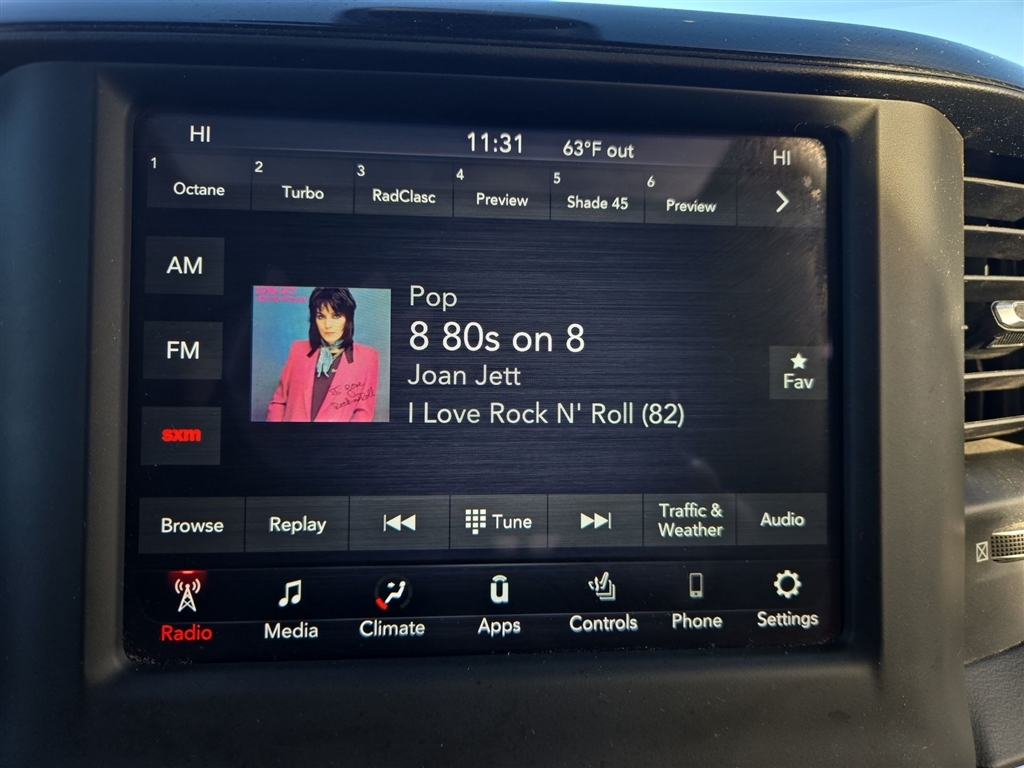 HI 11:31 63°F out HI
1 Octane
2 Turbo
3 RadClasc
4 Preview
5 Shade 45
6 Preview
AM
FM
sxm
Pop
8 80s on 8
Joan Jett
I Love Rock N' Roll (82)
Fav
Browse
Replay
Tune
Traffic &
Weather
Audio
Radio
Media
Climate
ū
Apps
Controls
Phone
Settings